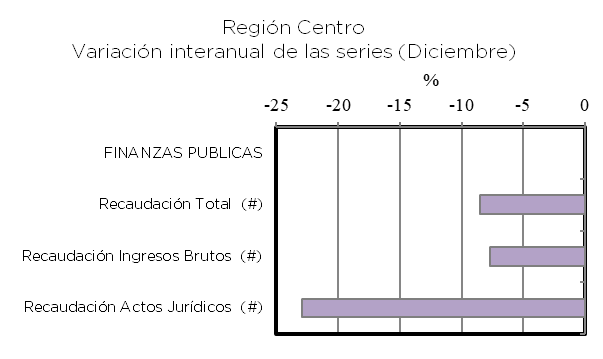 Región Centro
Variación interanual de las series (Diciembre)
%
-25 -20 -15 -10 -5 0
FINANZAS PUBLICAS
Recaudación Total (#)
Recaudación Ingresos Brutos (#)
Recaudación Actos Jurídicos (#)